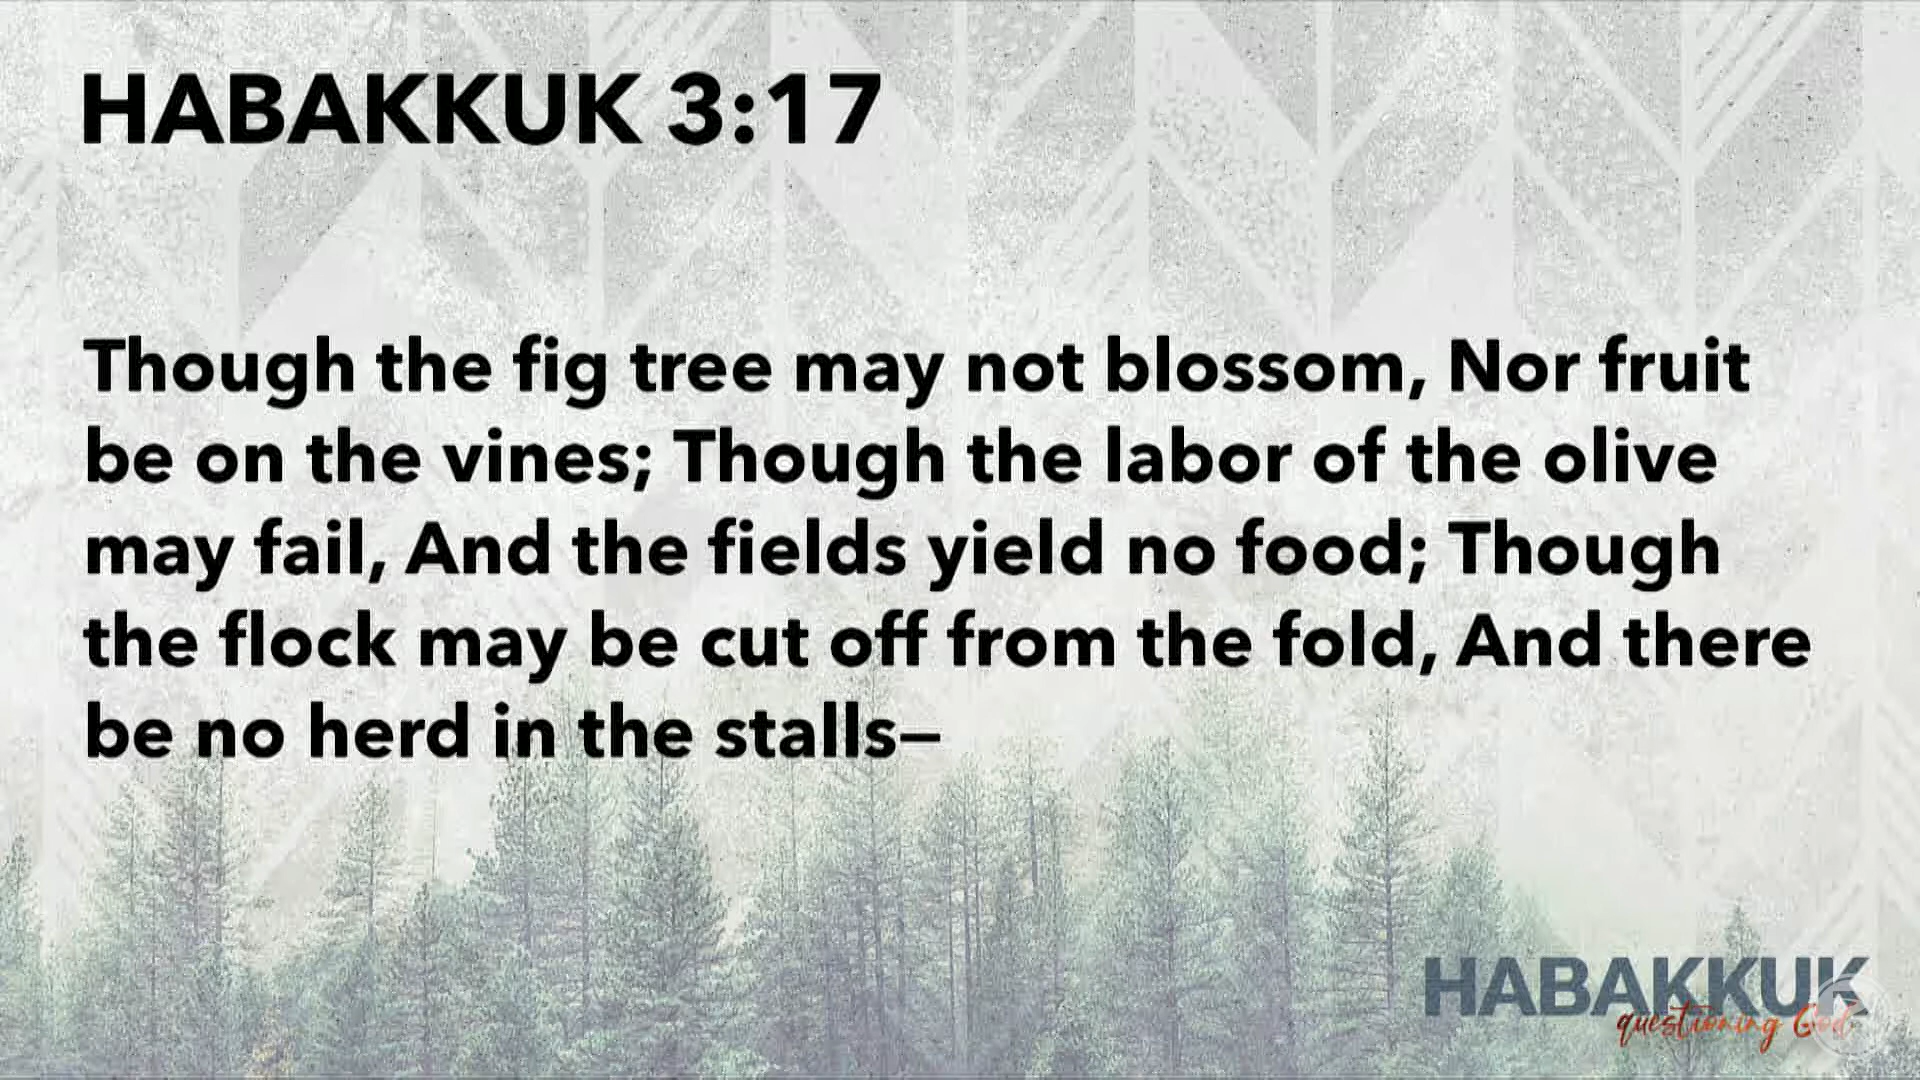 HABAKKUK 3:17
Though the fig tree may not blossom, Nor fruit
be on the vines; Though the labor of the olive
may fail, And the fields yield no food; Though
the flock may be cut off from the fold, And there
be no herd in the stalls—
HABAKKUK
questioning God